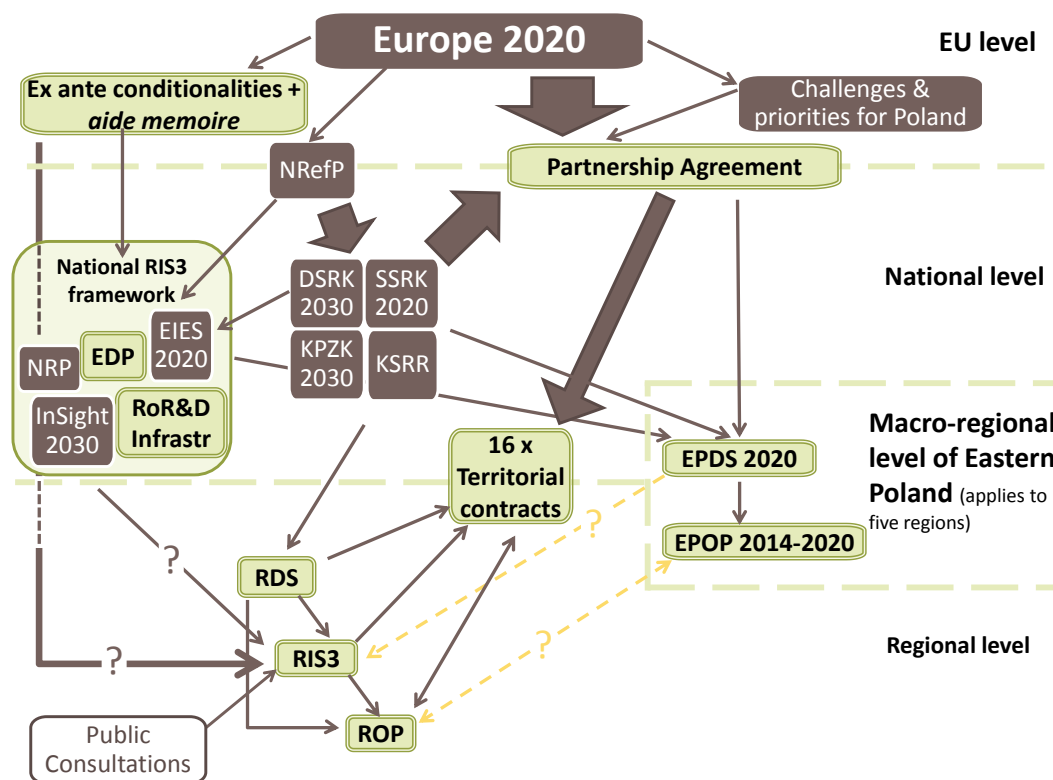 Europe 2020
EU level
Ex ante conditionalities +
aide memoire
Challenges &
priorities for Poland
NRefP
Partnership Agreement
National RIS3
framework
DSRK
2030
SSRK
2020
National level
EIES
2020
EDP
NRP
KPZK
2030
KSRR
InSight
2030
RoR&D
Infrastr
16 x
Territorial
contracts
EPDS 2020
Macro-regional
level of Eastern
Poland (applies to
five regions)
EPOP 2014-2020
?
?
RDS
?
?
RIS3
Regional level
ROP
Public
Consultations